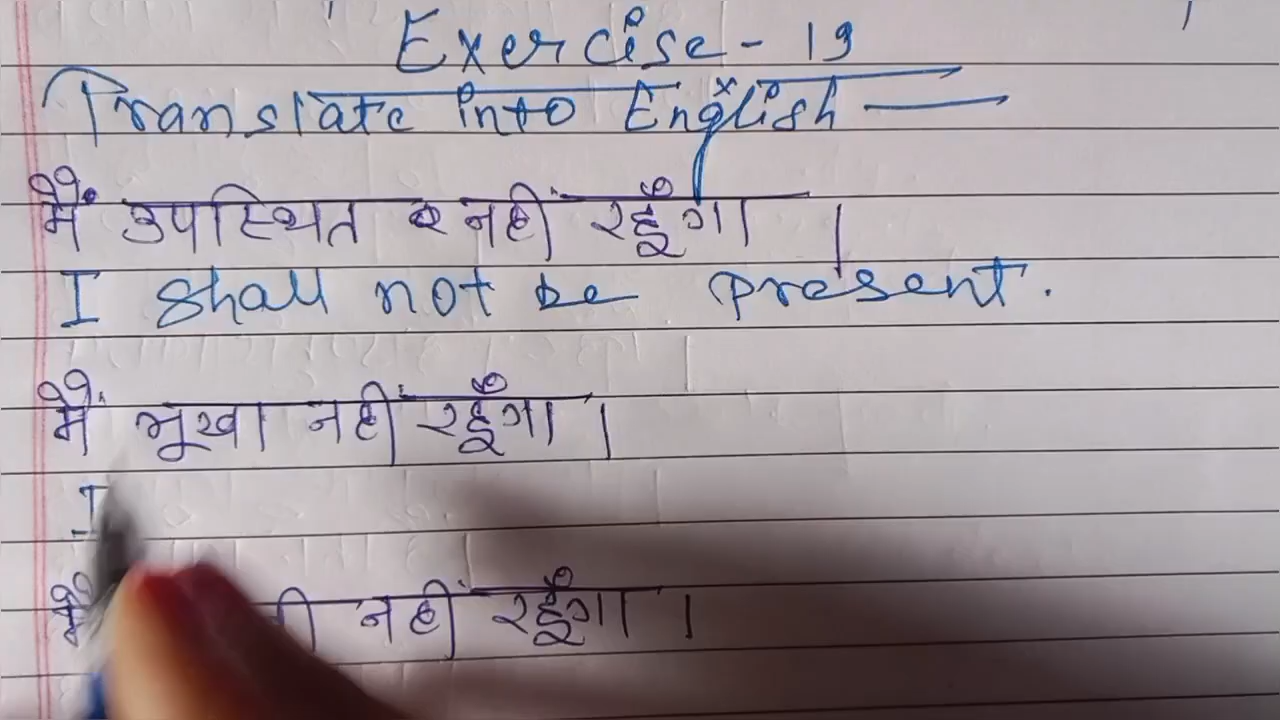 Exercise - 19
Translate into English —
मैं उपस्थित नहीं रहूँगा ।
I shall not be present.
मैं भूखा नहीं रहूँगा ।
I
नहीं रहूँगा ।